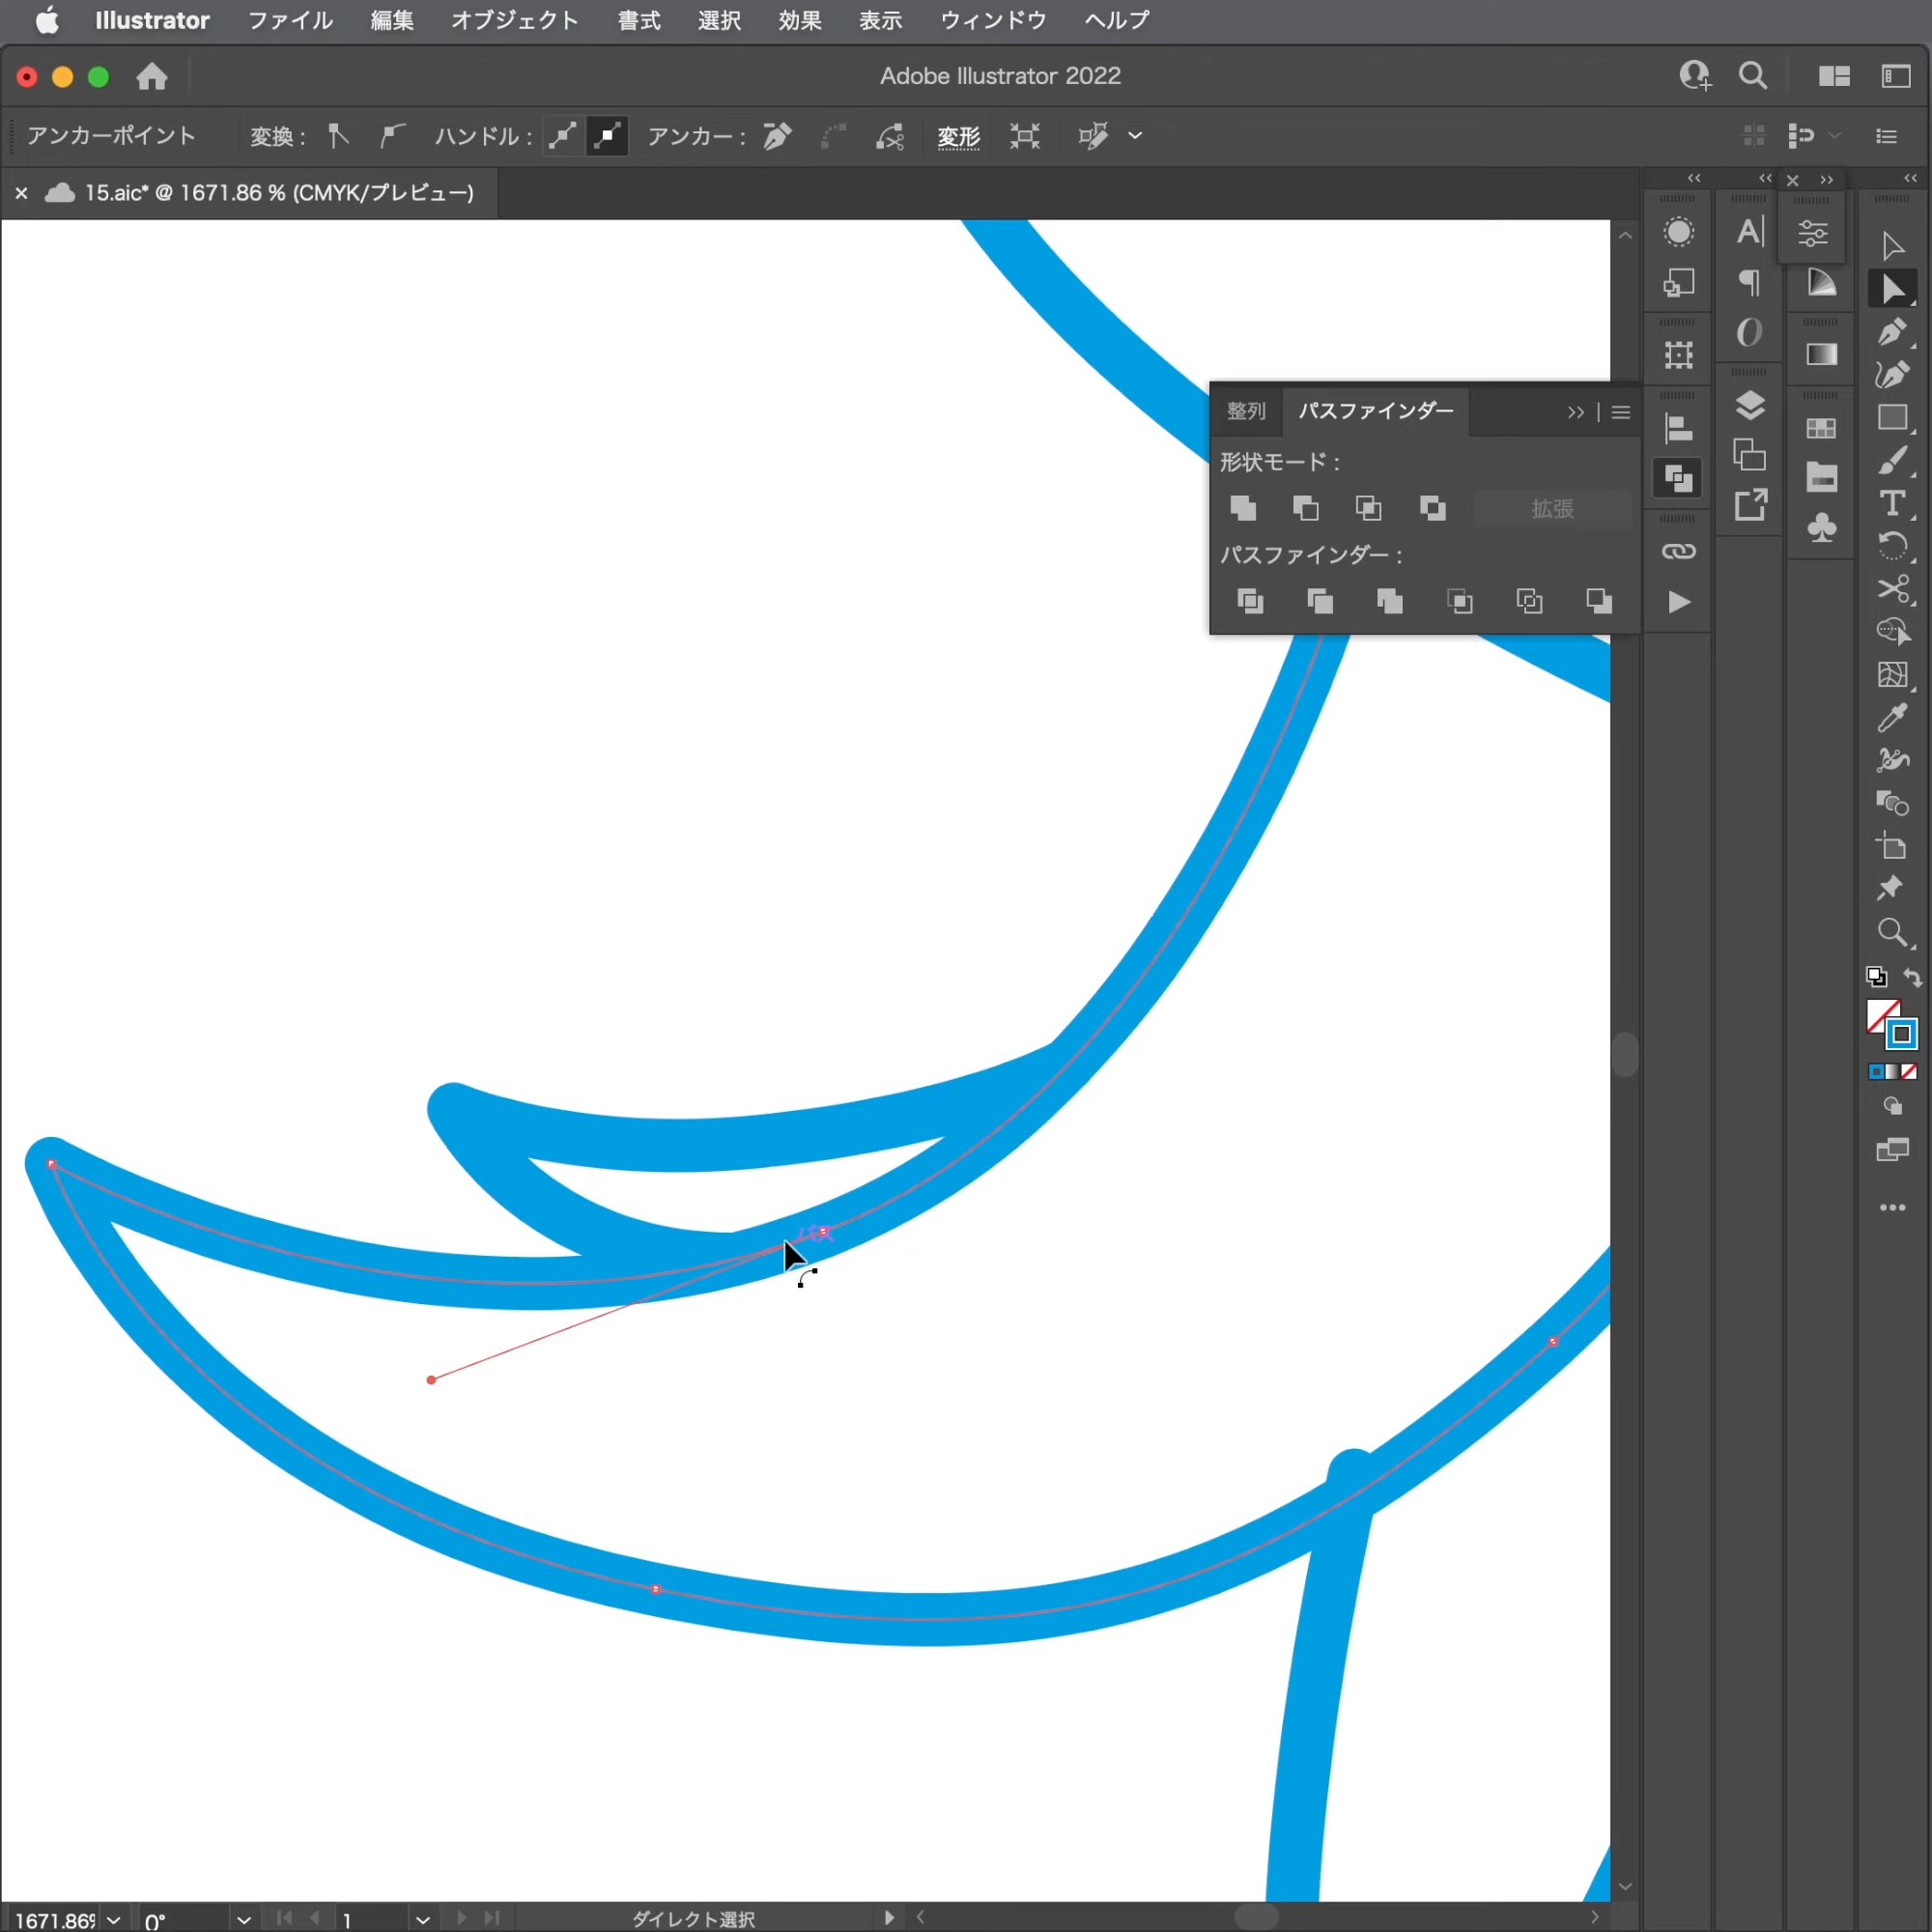 Illustrator ファイル 編集 オブジェクト 書式 選択 効果 表示 ウィンドウ ヘルプ
Adobe Illustrator 2022
アンカーポイント 変換： ハンドル： アンカー： 変形
15.aic* @ 1671.86 % (CMYK/プレビュー)
整列 パスファインダー
形状モード：
拡張
パスファインダー：
1671.86% 0° 1 ダイレクト選択